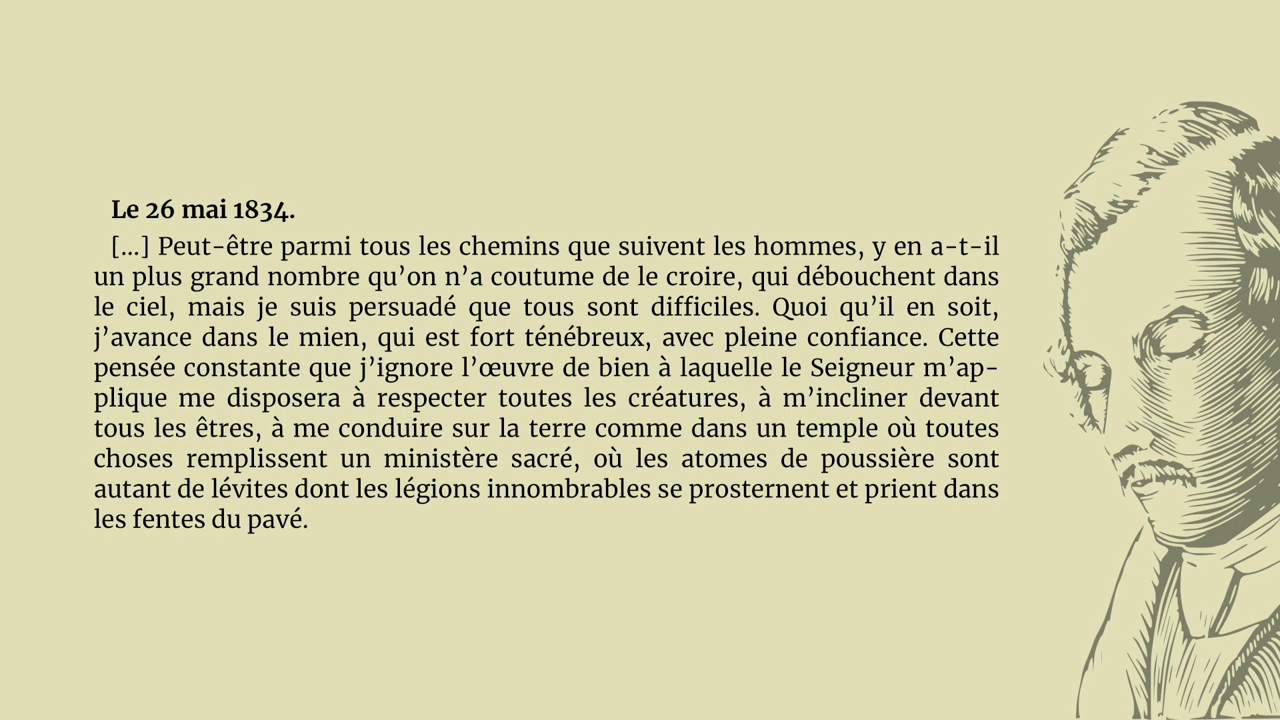 Le 26 mai 1834.
[…] Peut-être parmi tous les chemins que suivent les hommes, y en a-t-il
un plus grand nombre qu’on n’a coutume de le croire, qui débouchent dans
le ciel, mais je suis persuadé que tous sont difficiles. Quoi qu’il en soit,
j’avance dans le mien, qui est fort ténébreux, avec pleine confiance. Cette
pensée constante que j’ignore l’œuvre de bien à laquelle le Seigneur m’ap-
plique me disposera à respecter toutes les créatures, à m’incliner devant
tous les êtres, à me conduire sur la terre comme dans un temple où toutes
choses remplissent un ministère sacré, où les atomes de poussière sont
autant de lévites dont les légions innombrables se prosternent et prient dans
les fentes du pavé.